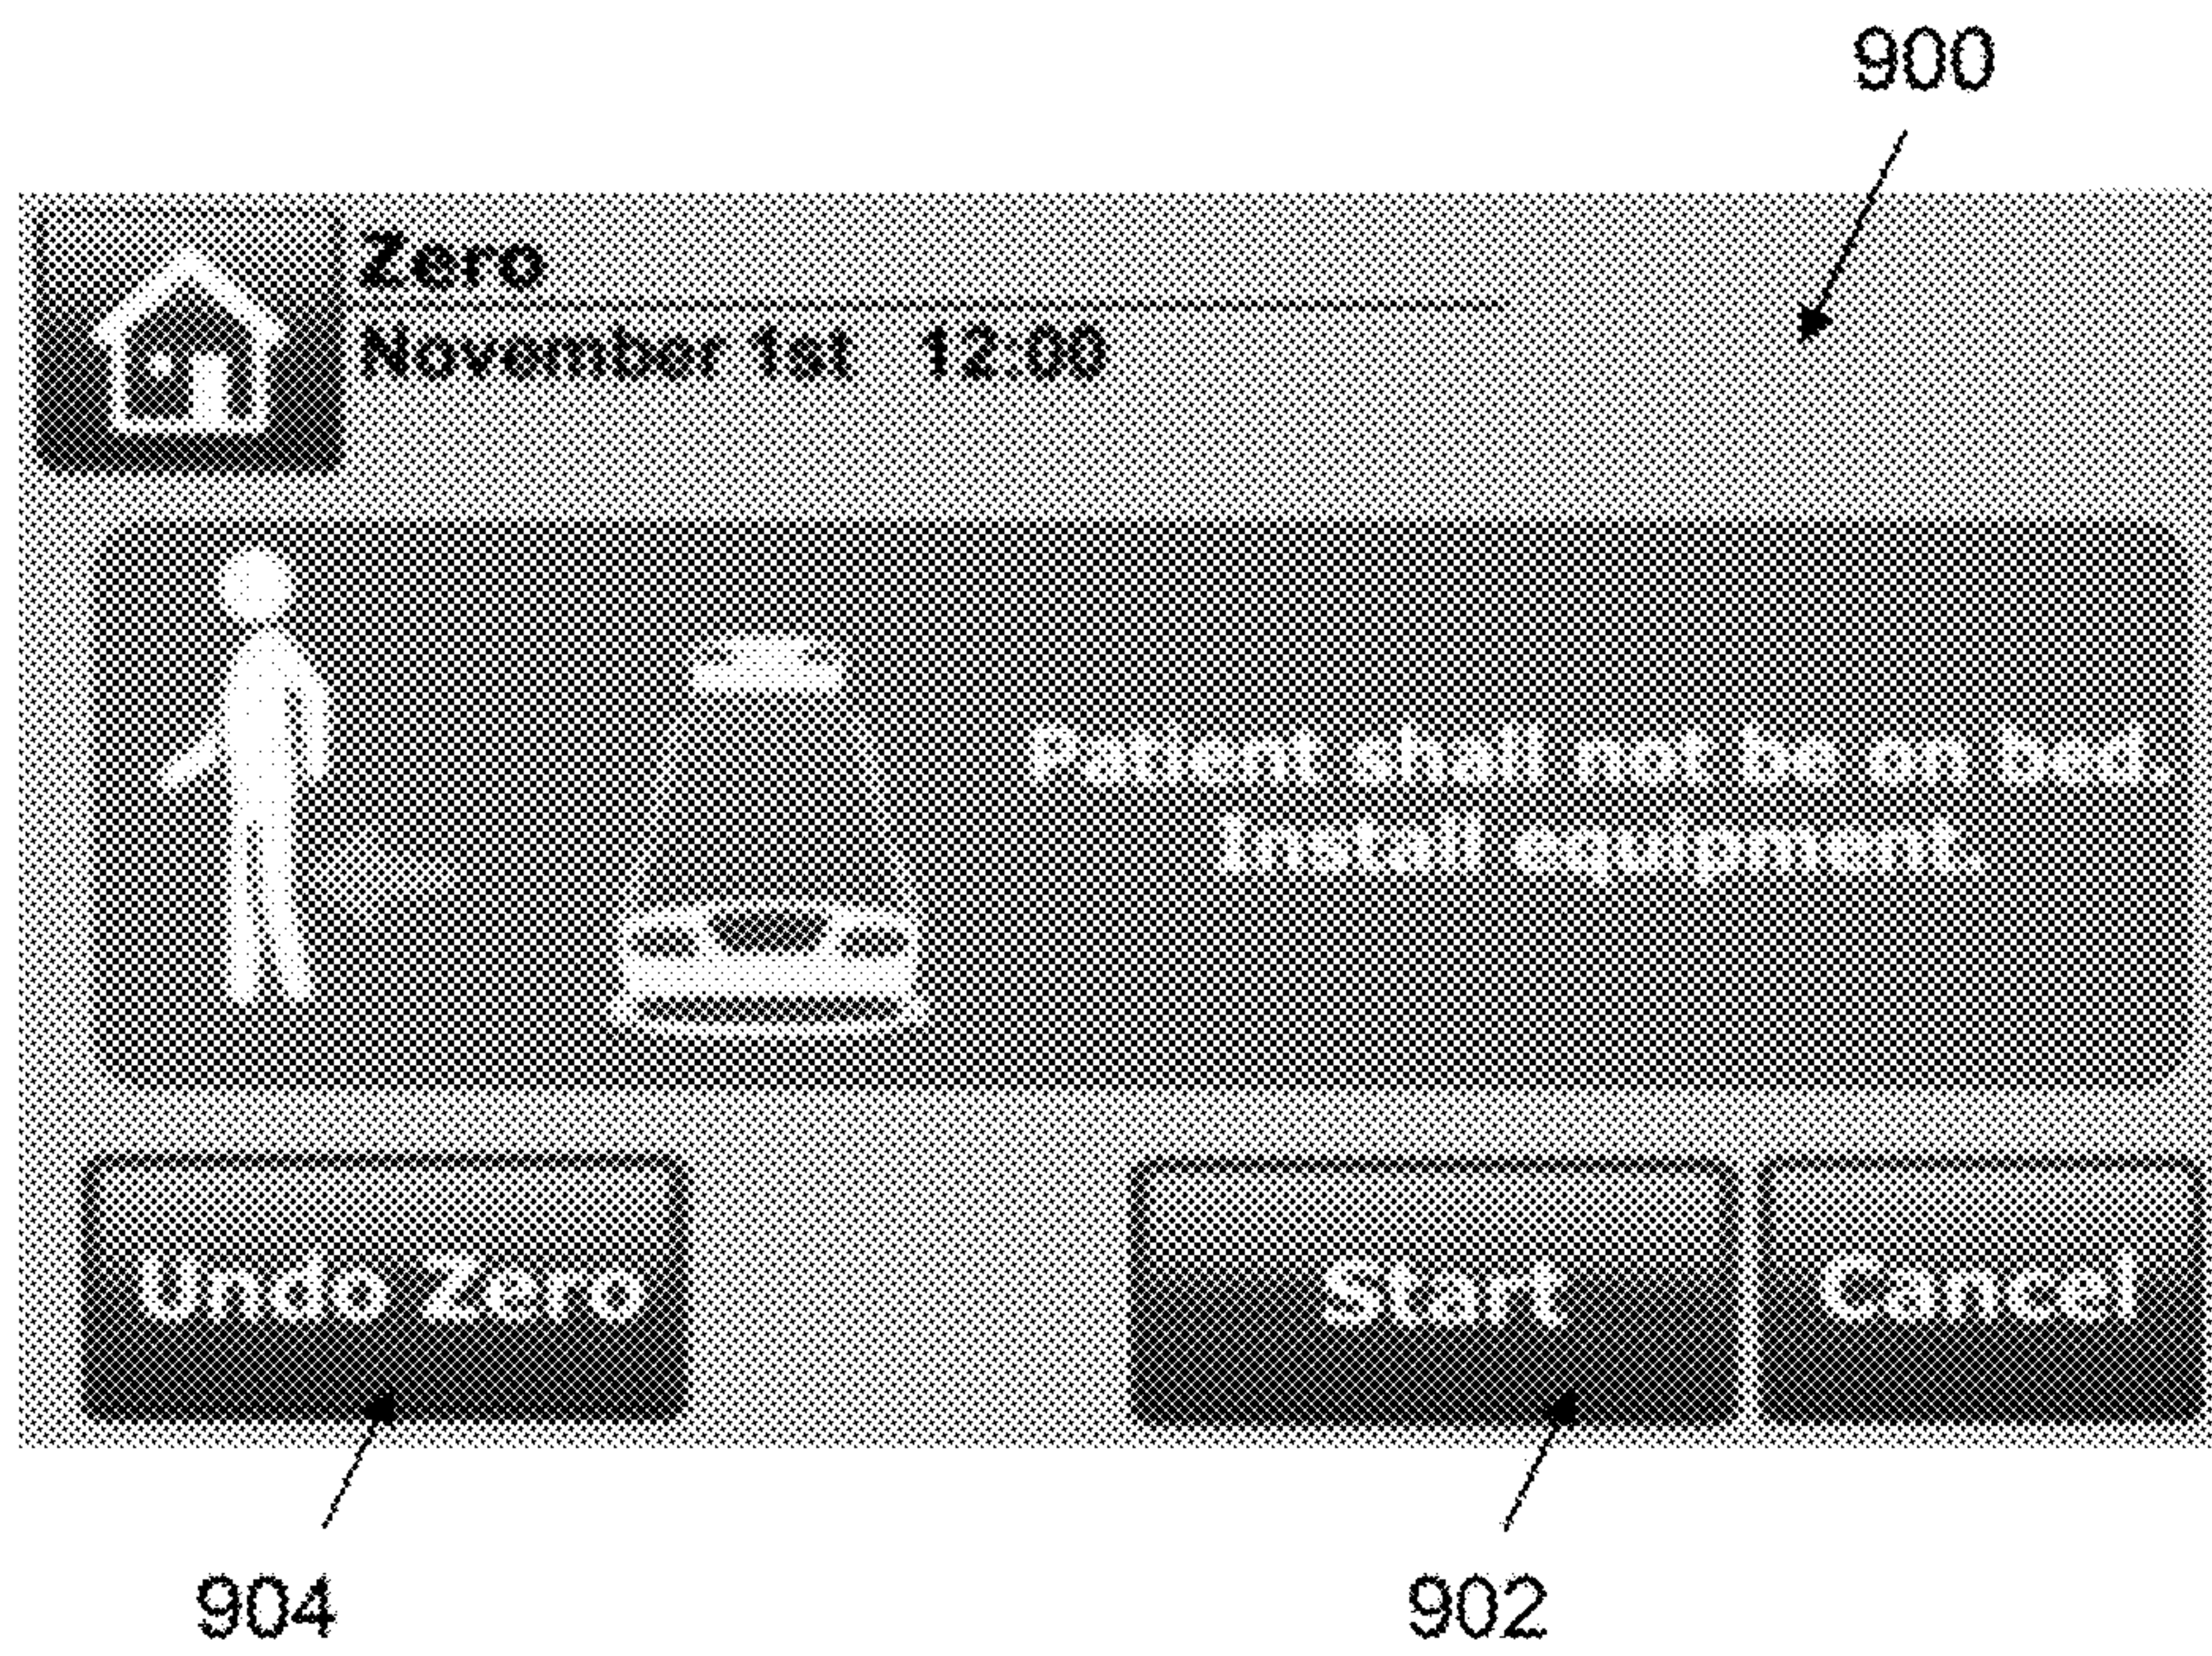 900
Zero
November 1st 12:00
Patient shall not be on bed.
Install equipment.
Undo Zero
Start
Cancel
904
902